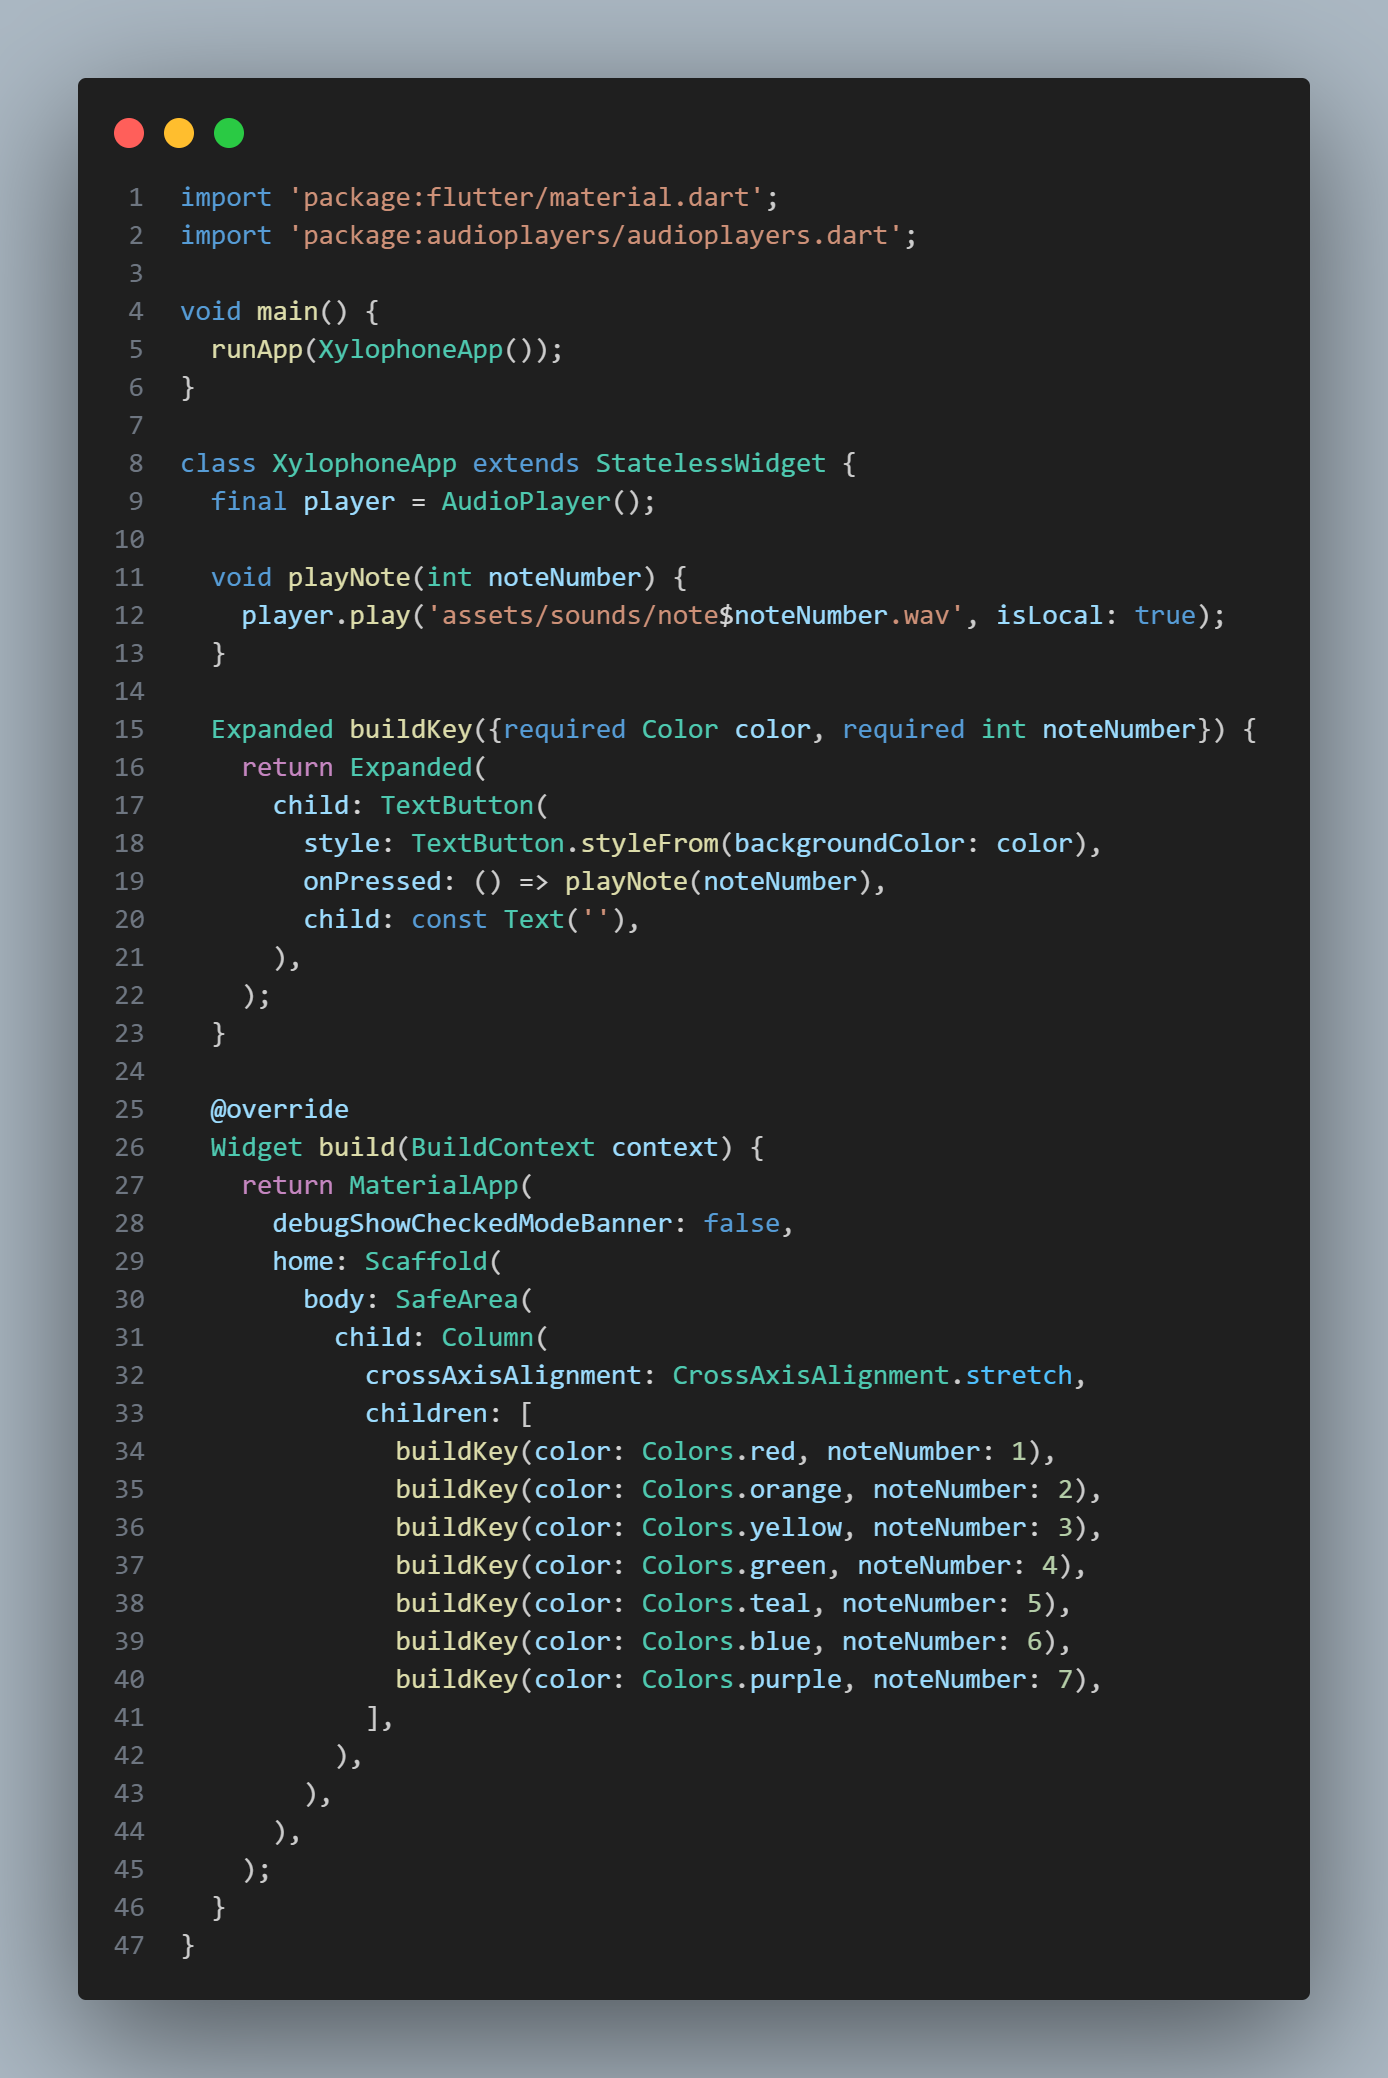 1 import 'package:flutter/material.dart';
2 import 'package:audioplayers/audioplayers.dart';
3
4 void main() {
5   runApp(XylophoneApp());
6 }
7
8 class XylophoneApp extends StatelessWidget {
9   final player = AudioPlayer();
10
11   void playNote(int noteNumber) {
12     player.play('assets/sounds/note$noteNumber.wav', isLocal: true);
13   }
14
15   Expanded buildKey({required Color color, required int noteNumber}) {
16     return Expanded(
17       child: TextButton(
18         style: TextButton.styleFrom(backgroundColor: color),
19         onPressed: () => playNote(noteNumber),
20         child: const Text(''),
21       ),
22     );
23   }
24
25   @override
26   Widget build(BuildContext context) {
27     return MaterialApp(
28       debugShowCheckedModeBanner: false,
29       home: Scaffold(
30         body: SafeArea(
31           child: Column(
32             crossAxisAlignment: CrossAxisAlignment.stretch,
33             children: [
34               buildKey(color: Colors.red, noteNumber: 1),
35               buildKey(color: Colors.orange, noteNumber: 2),
36               buildKey(color: Colors.yellow, noteNumber: 3),
37               buildKey(color: Colors.green, noteNumber: 4),
38               buildKey(color: Colors.teal, noteNumber: 5),
39               buildKey(color: Colors.blue, noteNumber: 6),
40               buildKey(color: Colors.purple, noteNumber: 7),
41             ],
42           ),
43         ),
44       ),
45     );
46   }
47 }